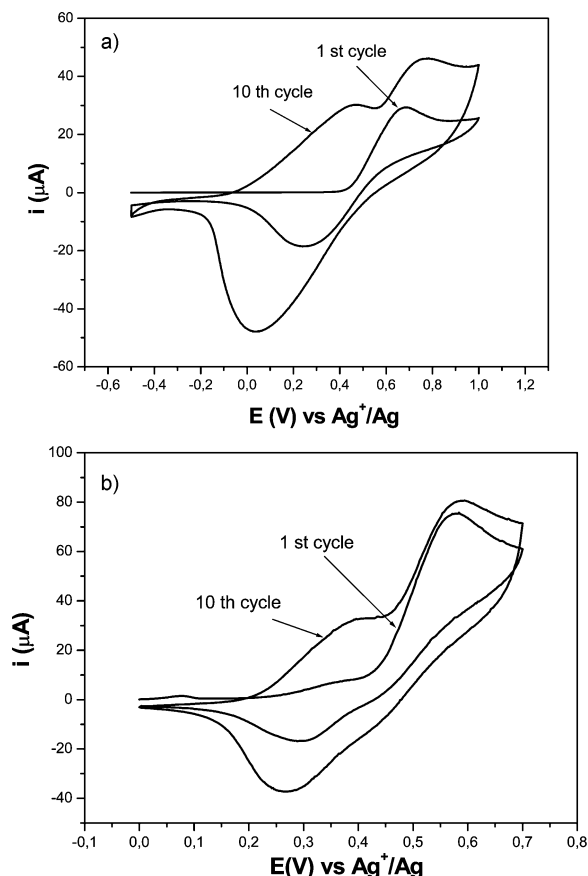 a)
60
40
20
0
-20
-40
-60
i (μA)
1 st cycle
10 th cycle
-0,6 -0,4 -0,2 0,0 0,2 0,4 0,6 0,8 1,0 1,2
E (V) vs Ag⁺/Ag
b)
100
80
60
40
20
0
-20
-40
i (μA)
1 st cycle
10 th cycle
-0,1 0,0 0,1 0,2 0,3 0,4 0,5 0,6 0,7 0,8
E(V) vs Ag⁺/Ag